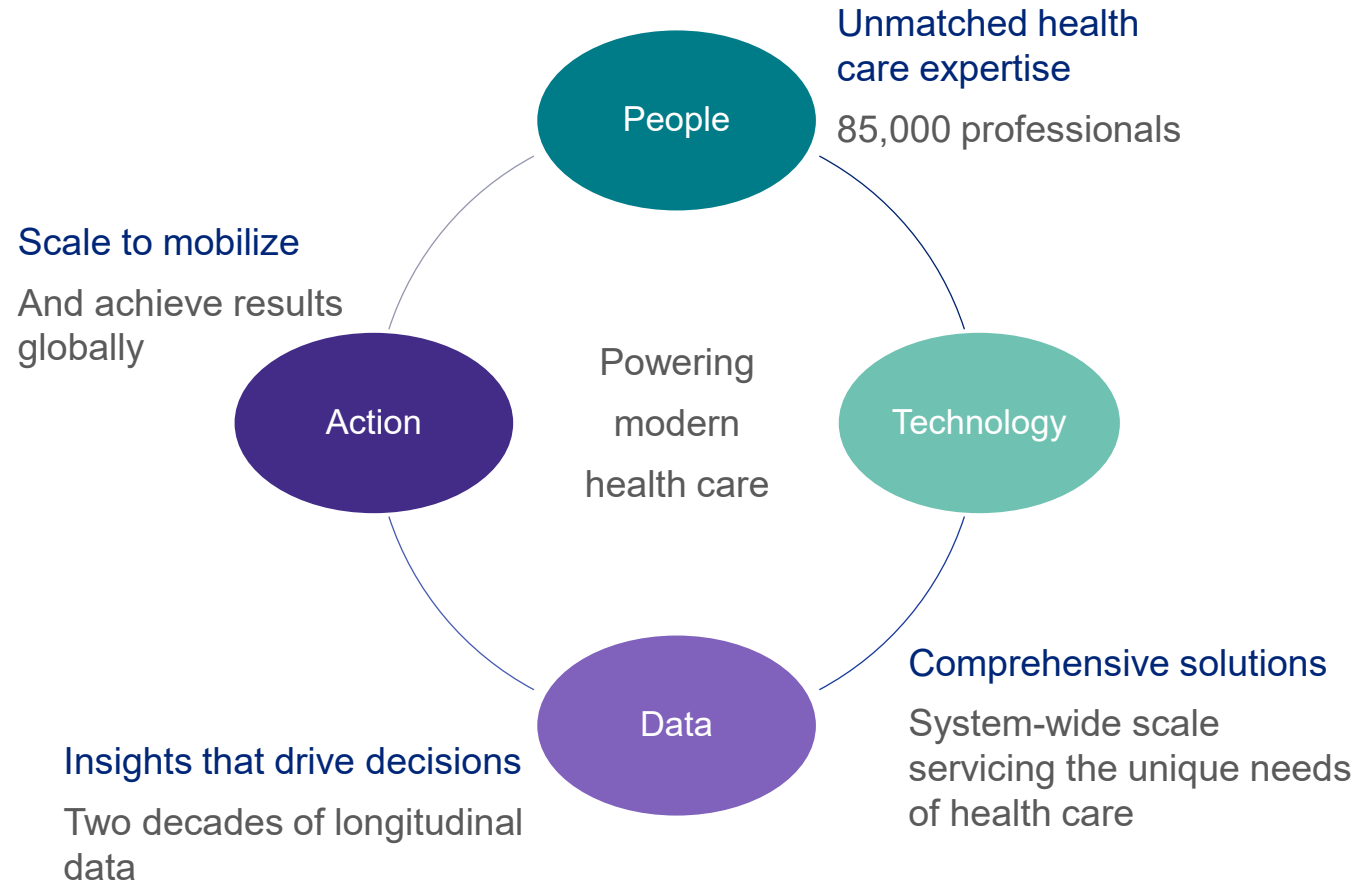 Unmatched health
care expertise
85,000 professionals
People
Scale to mobilize
And achieve results
globally
Action
Powering
modern
health care
Technology
Comprehensive solutions
System-wide scale
servicing the unique needs
of health care
Data
Insights that drive decisions
Two decades of longitudinal
data